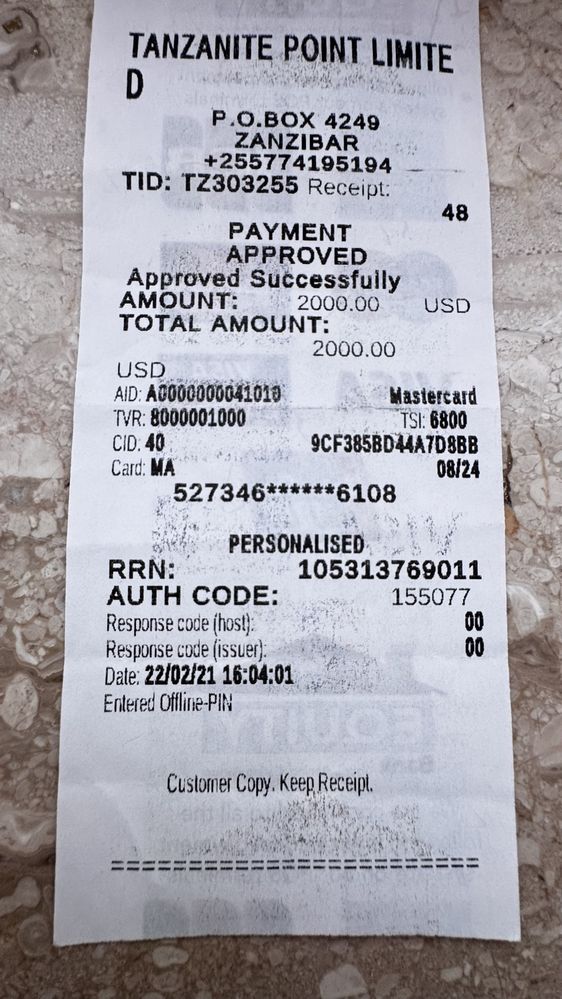 TANZANITE POINT LIMITE
D
P.O.BOX 4249
ZANZIBAR
+255774195194
TID: TZ303255 Receipt:
48
PAYMENT
APPROVED
Approved Successfully
AMOUNT: 2000.00 USD
TOTAL AMOUNT:
2000.00
USD
AID: A0000000041010 Mastercard
TVR: 8000001000 TSI: 6800
CID: 40 9CF385BD44A7D8BB
Card: MA 08/24
527346******6108
PERSONALISED
RRN: 105313769011
AUTH CODE: 155077
Response code (host): 00
Response code (issuer): 00
Date: 22/02/21 16:04:01
Entered Offline-PIN
Customer Copy. Keep Receipt.
========================